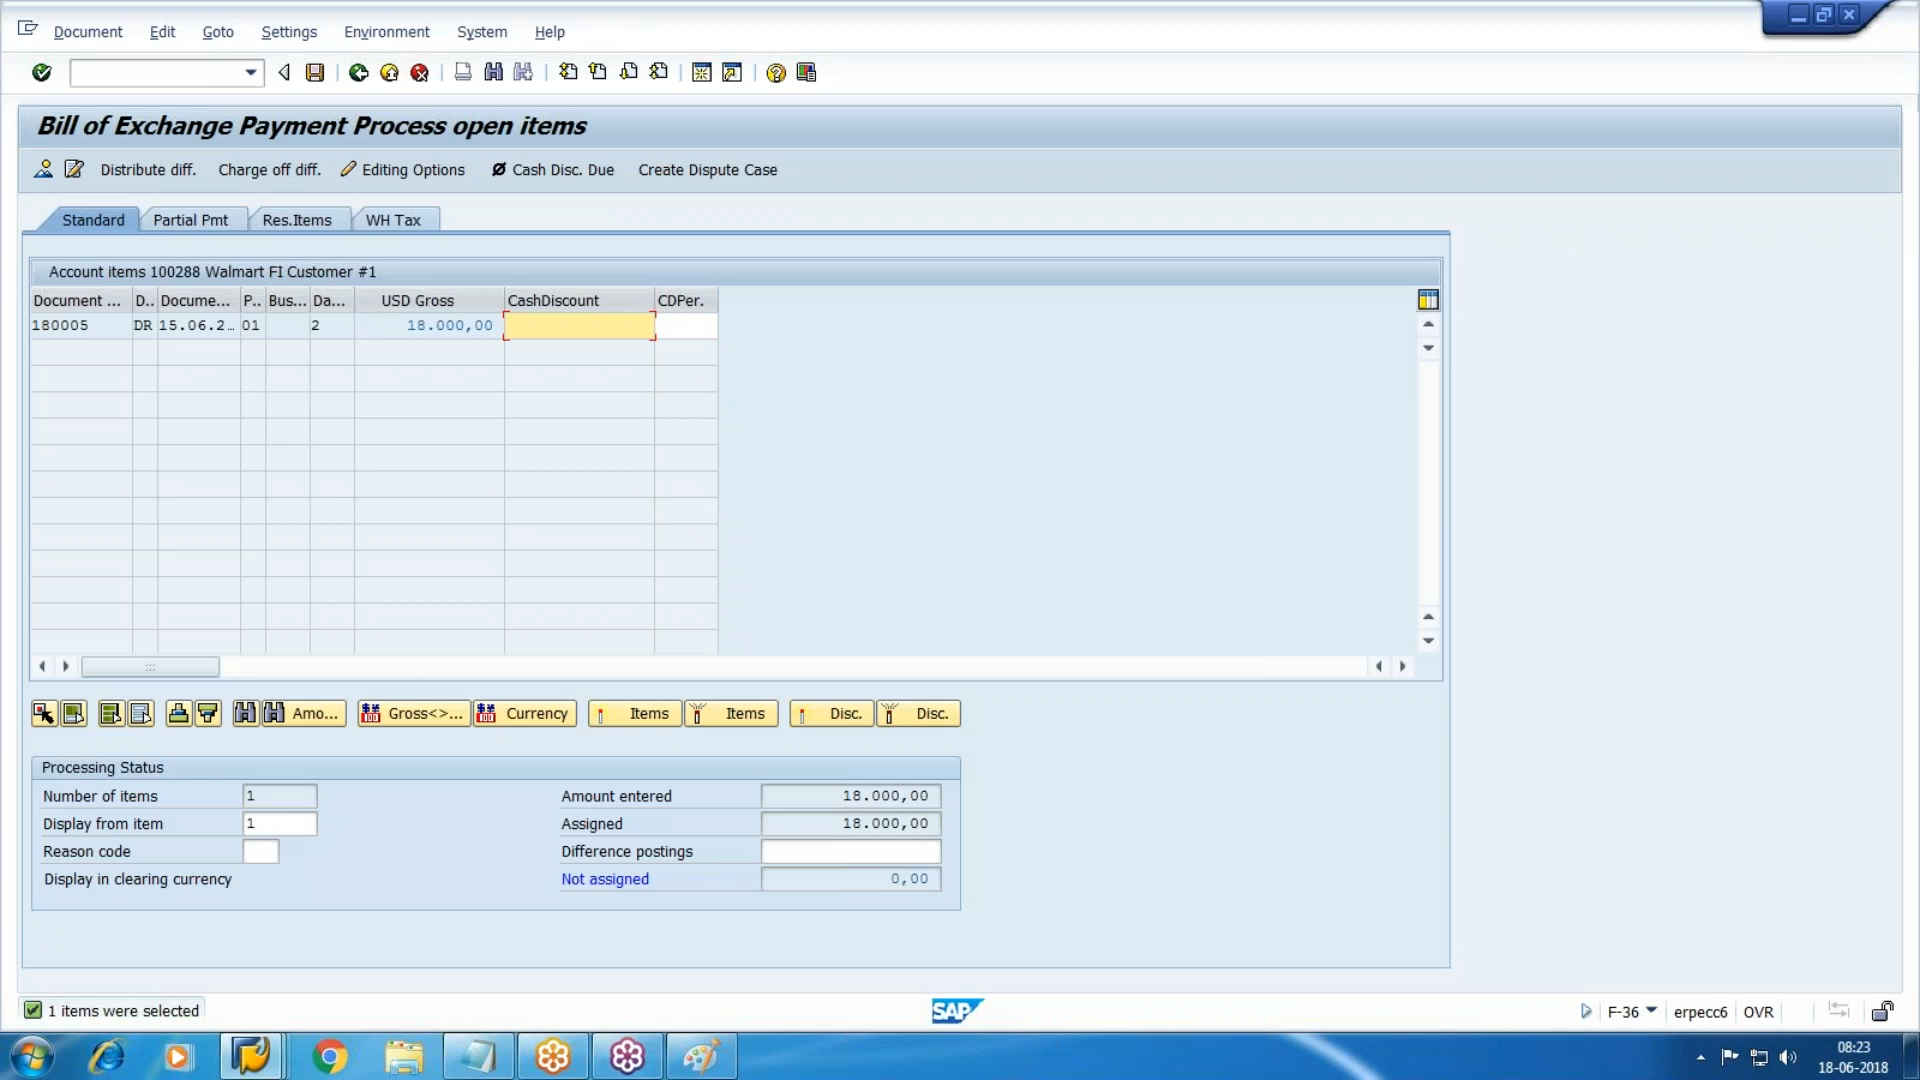 Document Edit Goto Settings Environment System Help
Bill of Exchange Payment Process open items
Distribute diff. Charge off diff. Editing Options Cash Disc. Due Create Dispute Case
Standard Partial Pmt Res.Items WH Tax
Account items 100288 Walmart FI Customer #1
Document ... D.. Docume... P.. Bus... Da... USD Gross CashDiscount CDPer.
180005 DR 15.06.2... 01 2 18.000,00
Amo... Gross<>... Currency Items Items Disc. Disc.
Processing Status
Number of items 1 Amount entered 18.000,00
Display from item 1 Assigned 18.000,00
Reason code Difference postings
Display in clearing currency Not assigned 0,00
1 items were selected SAP F-36 erpecc6 OVR
08:23
18-06-2018